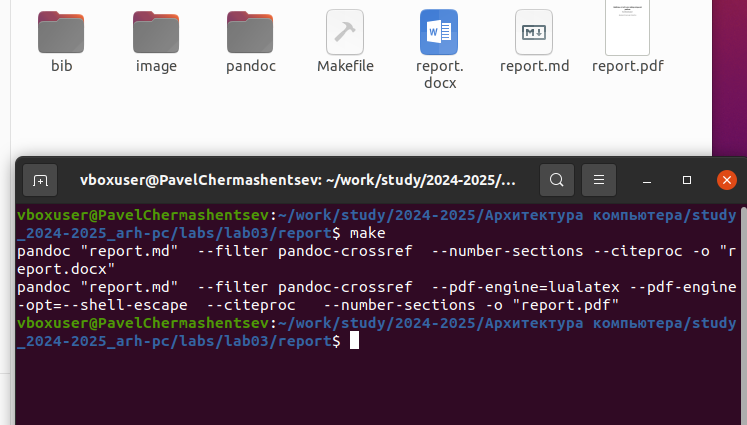 bib
image
pandoc
Makefile
report.
docx
report.md
report.pdf
vboxuser@PavelChermashentsev: ~/work/study/2024-2025/...
vboxuser@PavelChermashentsev:~/work/study/2024-2025/Архитектура компьютера/study
_2024-2025_arh-pc/labs/lab03/report$ make
pandoc "report.md"  --filter pandoc-crossref  --number-sections --citeproc -o "r
eport.docx"
pandoc "report.md"  --filter pandoc-crossref  --pdf-engine=lualatex --pdf-engine
-opt=--shell-escape  --citeproc   --number-sections -o "report.pdf"
vboxuser@PavelChermashentsev:~/work/study/2024-2025/Архитектура компьютера/study
_2024-2025_arh-pc/labs/lab03/report$